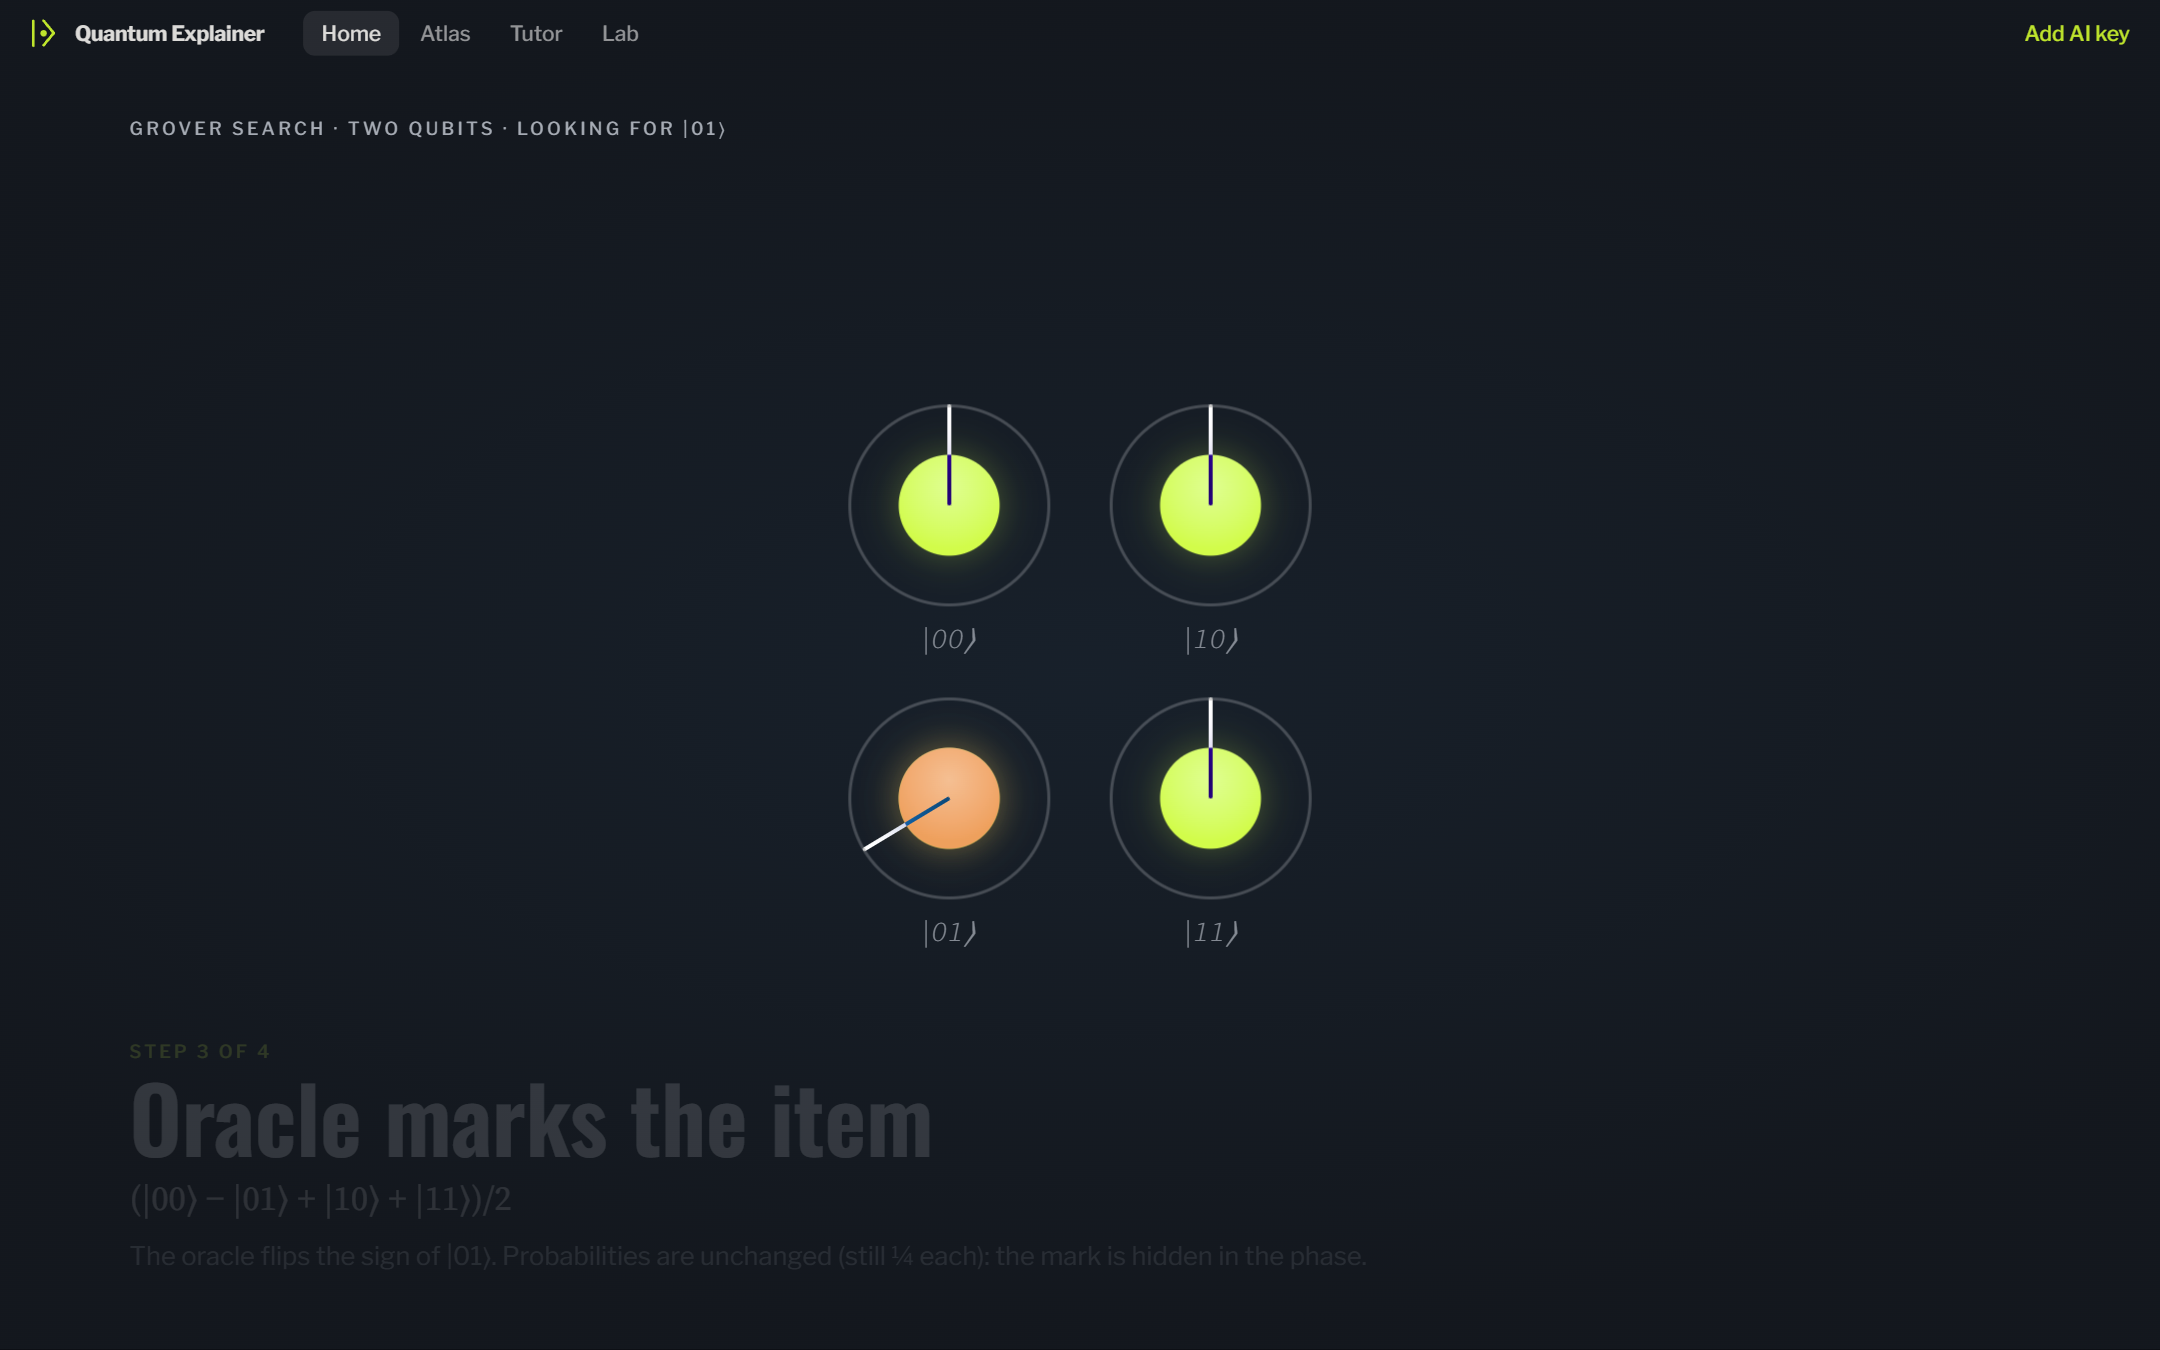 Quantum Explainer Home Atlas Tutor Lab Add AI key
GROVER SEARCH · TWO QUBITS · LOOKING FOR |01⟩
|00⟩ |10⟩
|01⟩ |11⟩
STEP 3 OF 4
Oracle marks the item
(|00⟩ − |01⟩ + |10⟩ + |11⟩)/2
The oracle flips the sign of |01⟩. Probabilities are unchanged (still ¼ each): the mark is hidden in the phase.